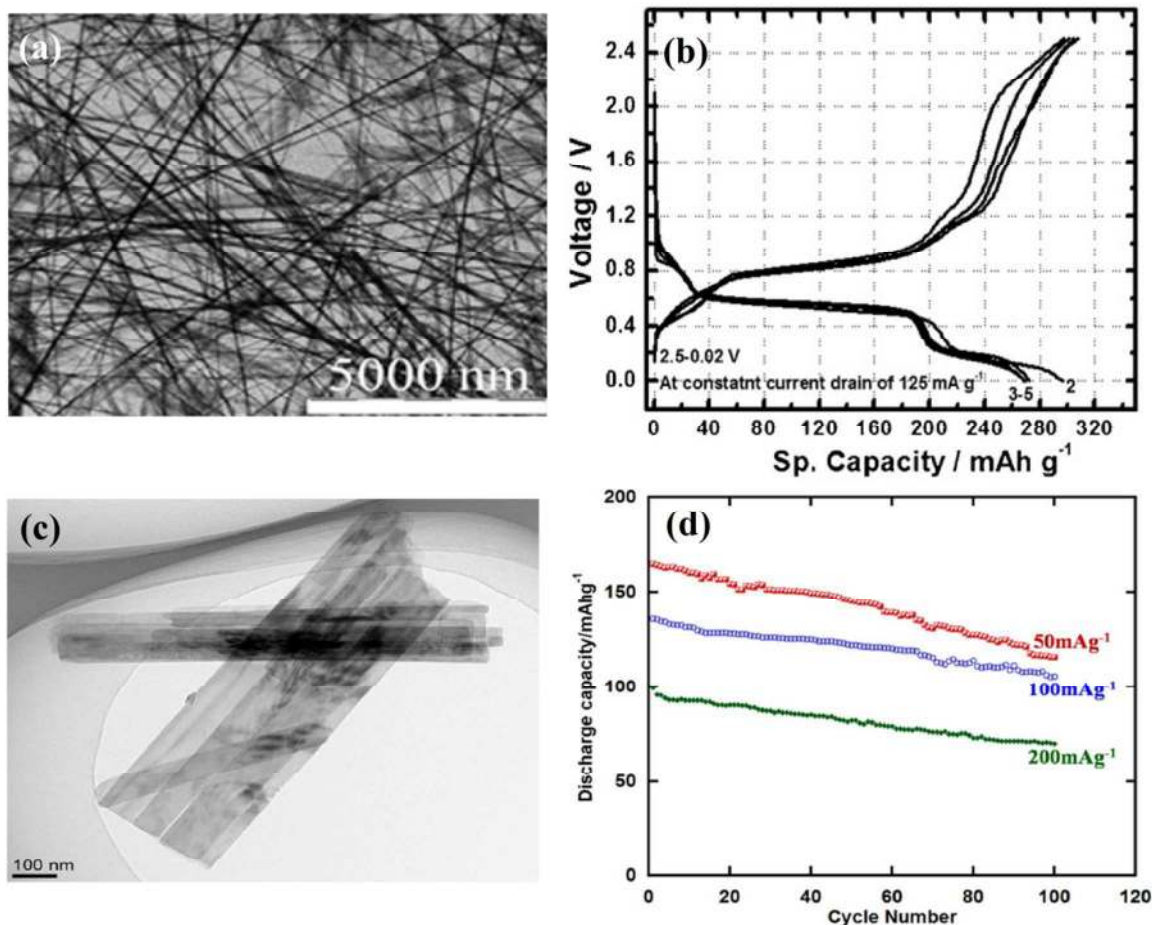 (a)
5000 nm
(b)
Voltage / V
2.4
2.0
1.6
1.2
0.8
0.4
0.0
2.5-0.02 V
At constatnt current drain of 125 mA g-1
3-5
2
0 40 80 120 160 200 240 280 320
Sp. Capacity / mAh g-1
(c)
100 nm
(d)
Discharge capacity/mAhg-1
200
150
100
50
0
50mAg-1
100mAg-1
200mAg-1
0 20 40 60 80 100 120
Cycle Number